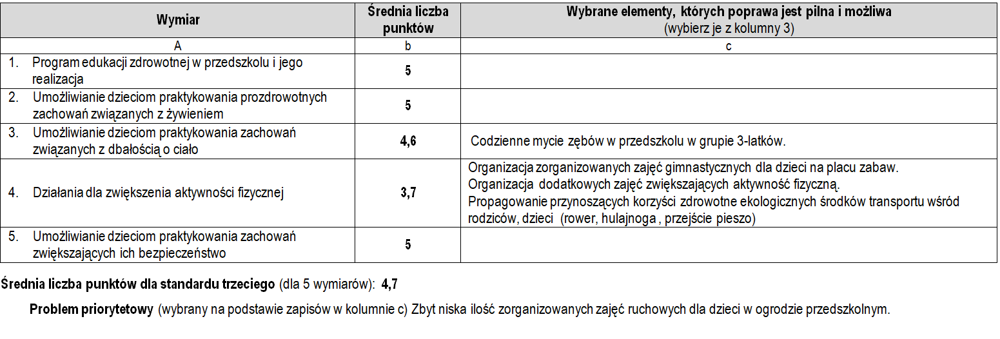 Wymiar
Średnia liczba
punktów
Wybrane elementy, których poprawa jest pilna i możliwa
(wybierz je z kolumny 3)
A
b
c
1. Program edukacji zdrowotnej w przedszkolu i jego
realizacja
5
2. Umożliwianie dzieciom praktykowania prozdrowotnych
zachowań związanych z żywieniem
5
3. Umożliwianie dzieciom praktykowania zachowań
związanych z dbałością o ciało
4,6
Codzienne mycie zębów w przedszkolu w grupie 3-latków.
4. Działania dla zwiększenia aktywności fizycznej
3,7
Organizacja zorganizowanych zajęć gimnastycznych dla dzieci na placu zabaw.
Organizacja dodatkowych zajęć zwiększających aktywność fizyczną.
Propagowanie przynoszących korzyści zdrowotne ekologicznych środków transportu wśród
rodziców, dzieci (rower, hulajnoga , przejście pieszo)
5. Umożliwianie dzieciom praktykowania zachowań
zwiększających ich bezpieczeństwo
5
Średnia liczba punktów dla standardu trzeciego (dla 5 wymiarów): 4,7
Problem priorytetowy (wybrany na podstawie zapisów w kolumnie c) Zbyt niska ilość zorganizowanych zajęć ruchowych dla dzieci w ogrodzie przedszkolnym.